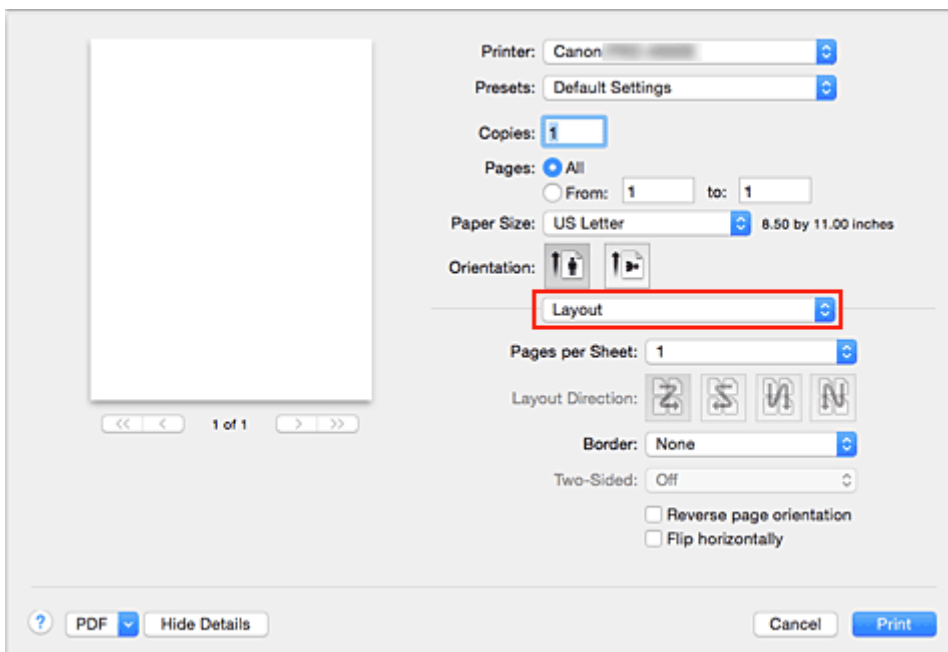 Printer: Canon
Presets: Default Settings
Copies: 1
Pages: All
From: 1 to: 1
Paper Size: US Letter 8.50 by 11.00 inches
Orientation:
Layout
Pages per Sheet: 1
Layout Direction:
1 of 1
Border: None
Two-Sided: Off
Reverse page orientation
Flip horizontally
? PDF Hide Details Cancel Print